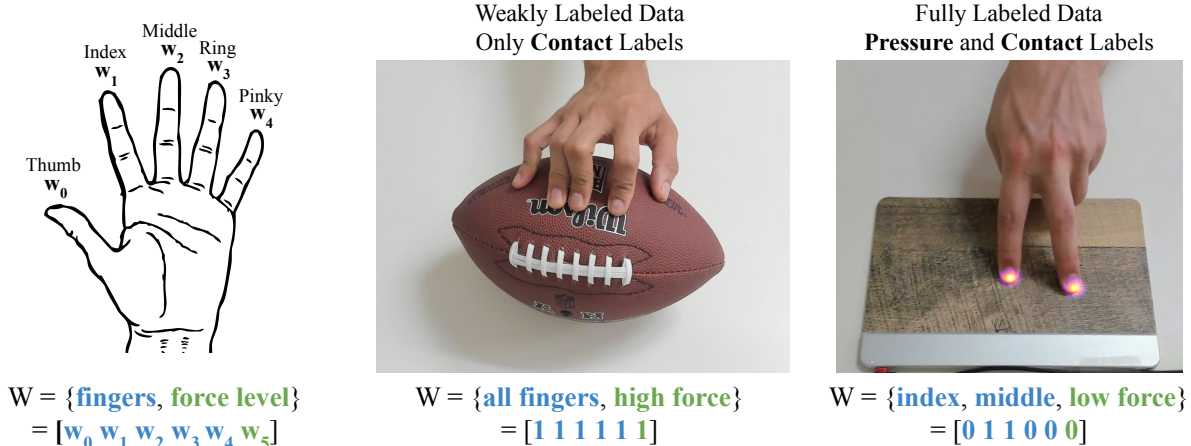 Thumb
w0
Index
w1
Middle
w2
Ring
w3
Pinky
w4
W = {fingers, force level}
= [w0 w1 w2 w3 w4 w5]
Weakly Labeled Data
Only Contact Labels
Wilson
W = {all fingers, high force}
= [1 1 1 1 1 1]
Fully Labeled Data
Pressure and Contact Labels
W = {index, middle, low force}
= [0 1 1 0 0 0]